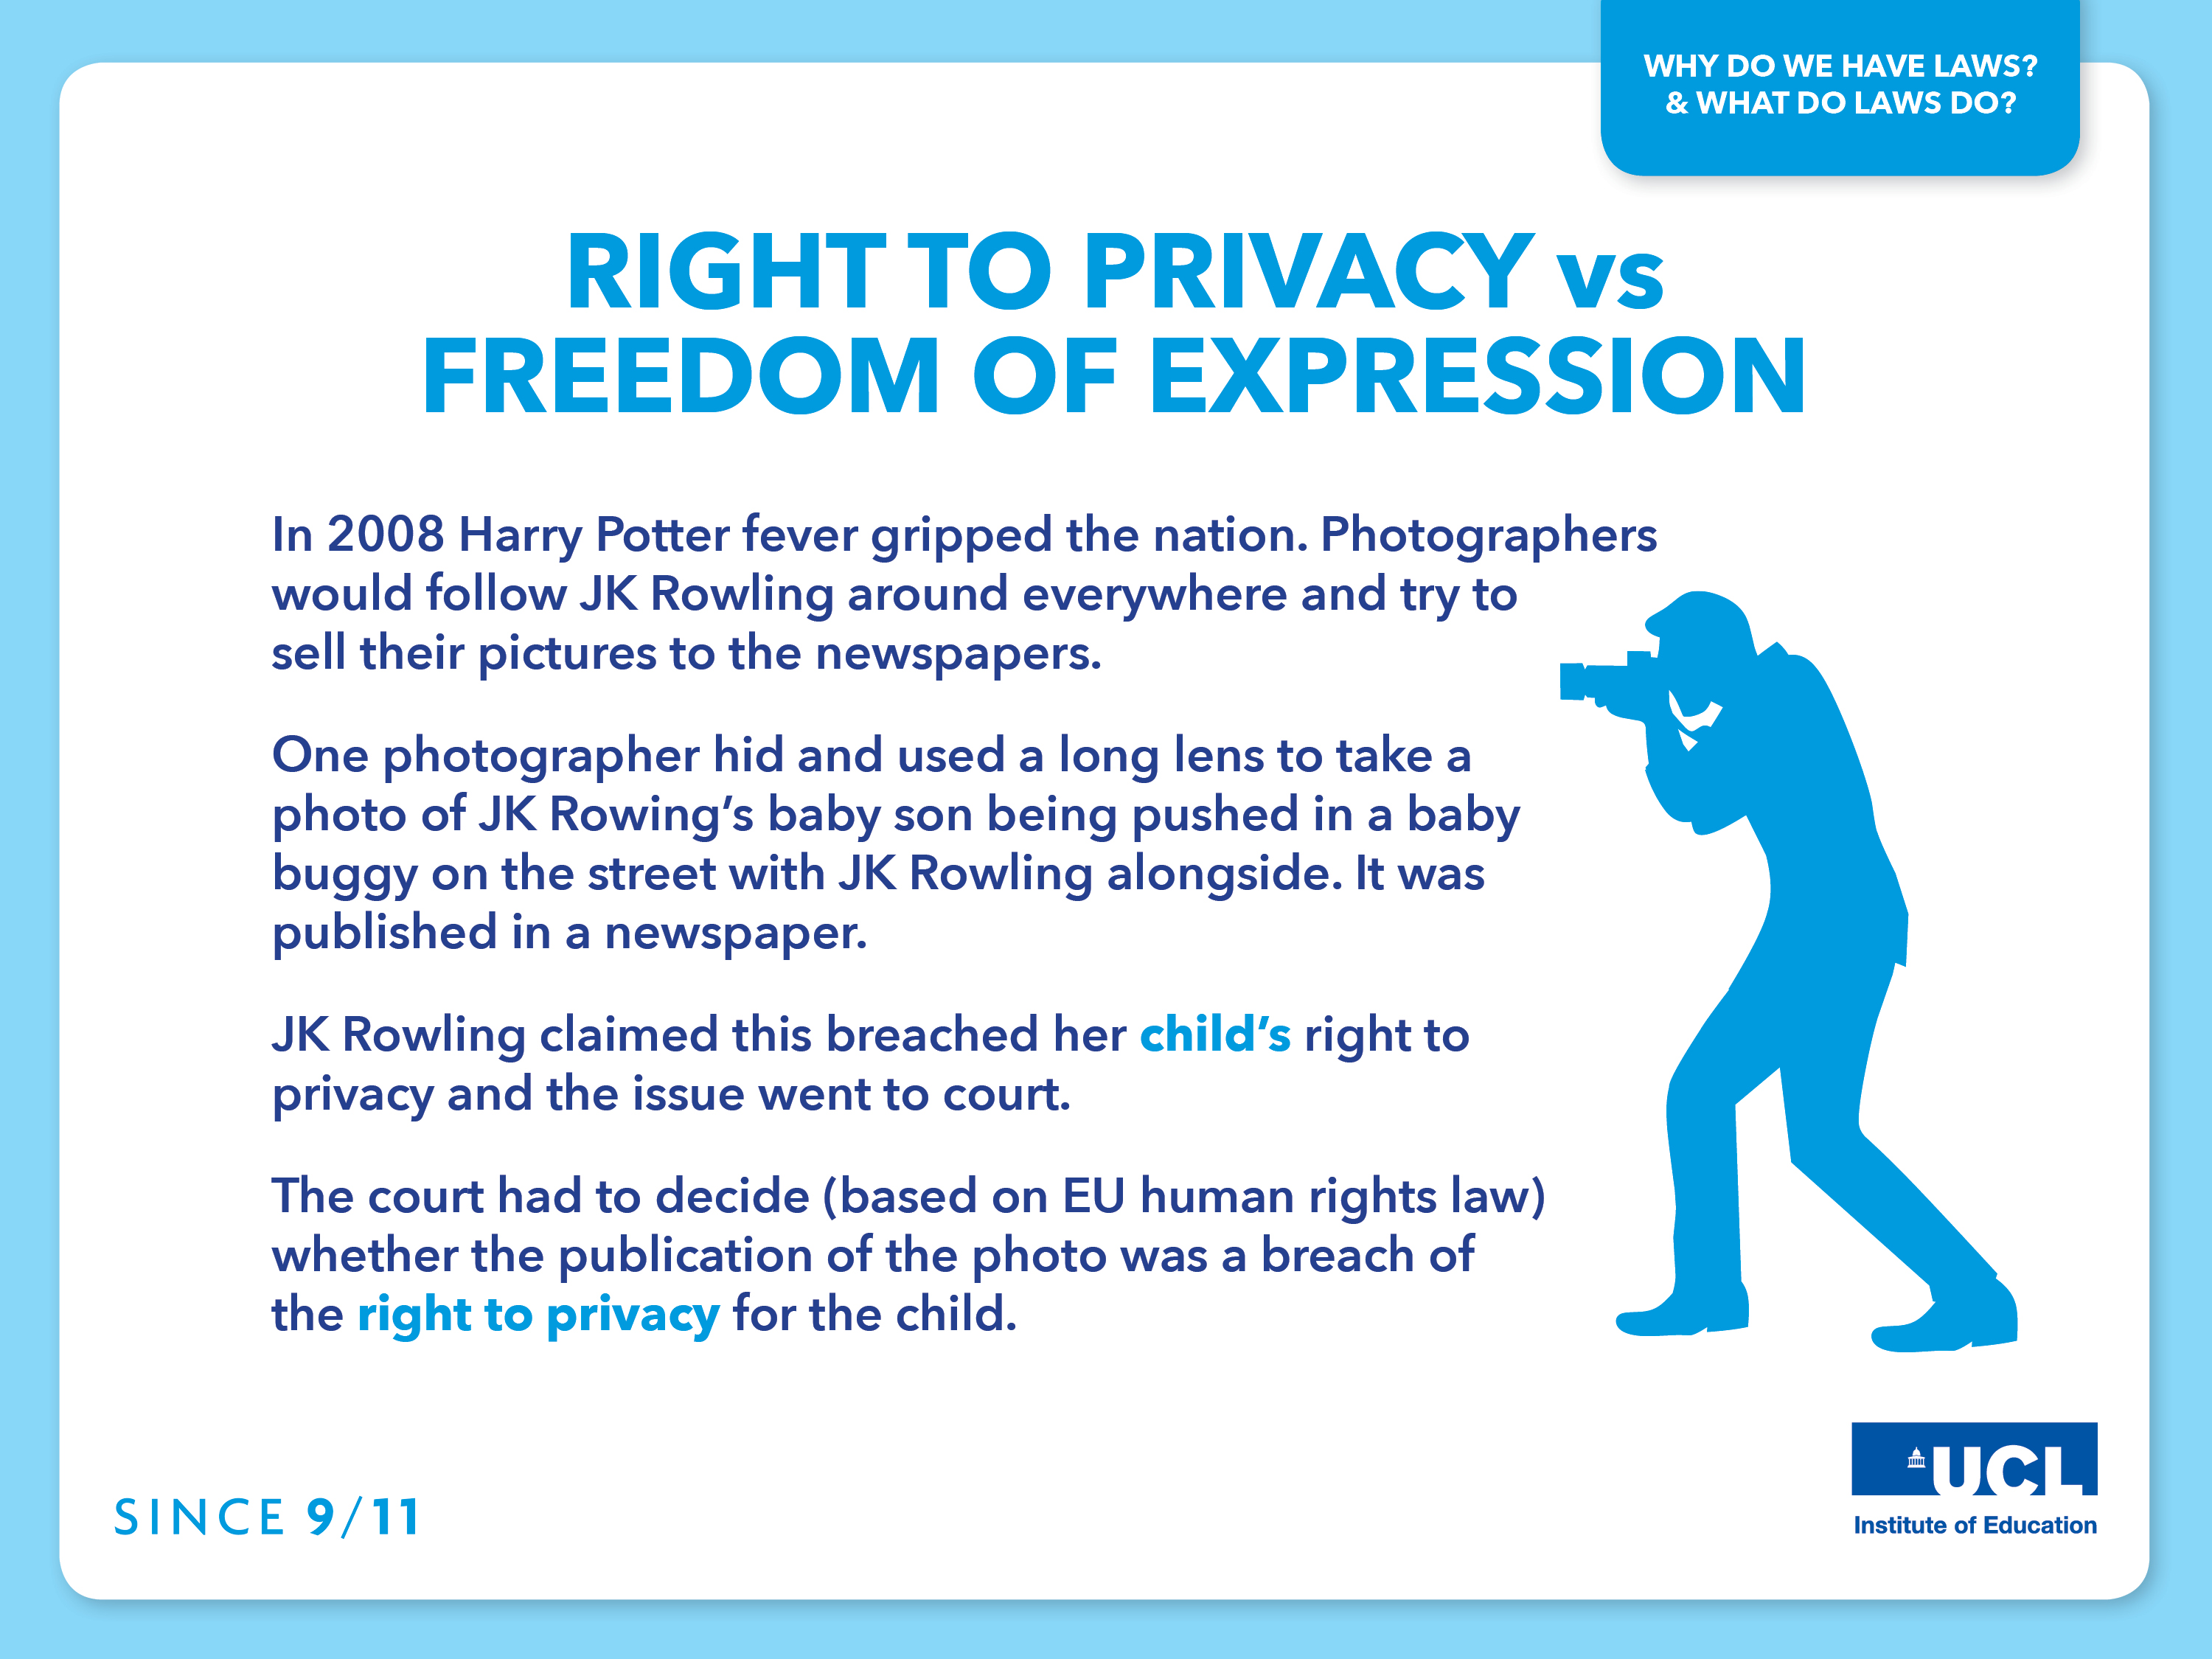 WHY DO WE HAVE LAWS?
& WHAT DO LAWS DO?
RIGHT TO PRIVACY vs
FREEDOM OF EXPRESSION
In 2008 Harry Potter fever gripped the nation. Photographers
would follow JK Rowling around everywhere and try to
sell their pictures to the newspapers.
One photographer hid and used a long lens to take a
photo of JK Rowing’s baby son being pushed in a baby
buggy on the street with JK Rowling alongside. It was
published in a newspaper.
JK Rowling claimed this breached her child’s right to
privacy and the issue went to court.
The court had to decide (based on EU human rights law)
whether the publication of the photo was a breach of
the right to privacy for the child.
SINCE 9/11
UCL
Institute of Education